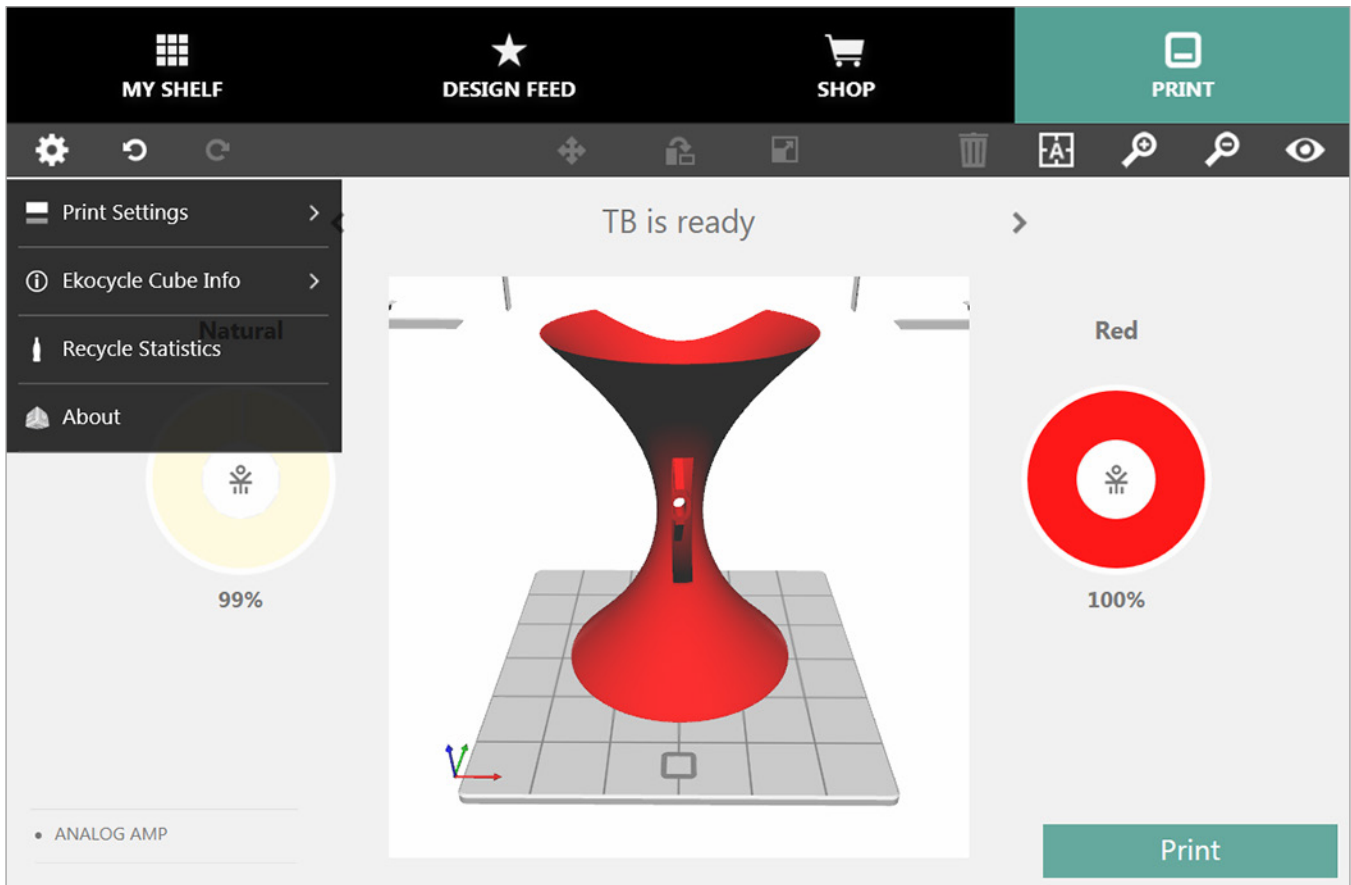 MY SHELF
DESIGN FEED
SHOP
PRINT
A
Print Settings
TB is ready
Ekocycle Cube Info
Natural
Red
Recycle Statistics
About
99%
100%
ANALOG AMP
Print